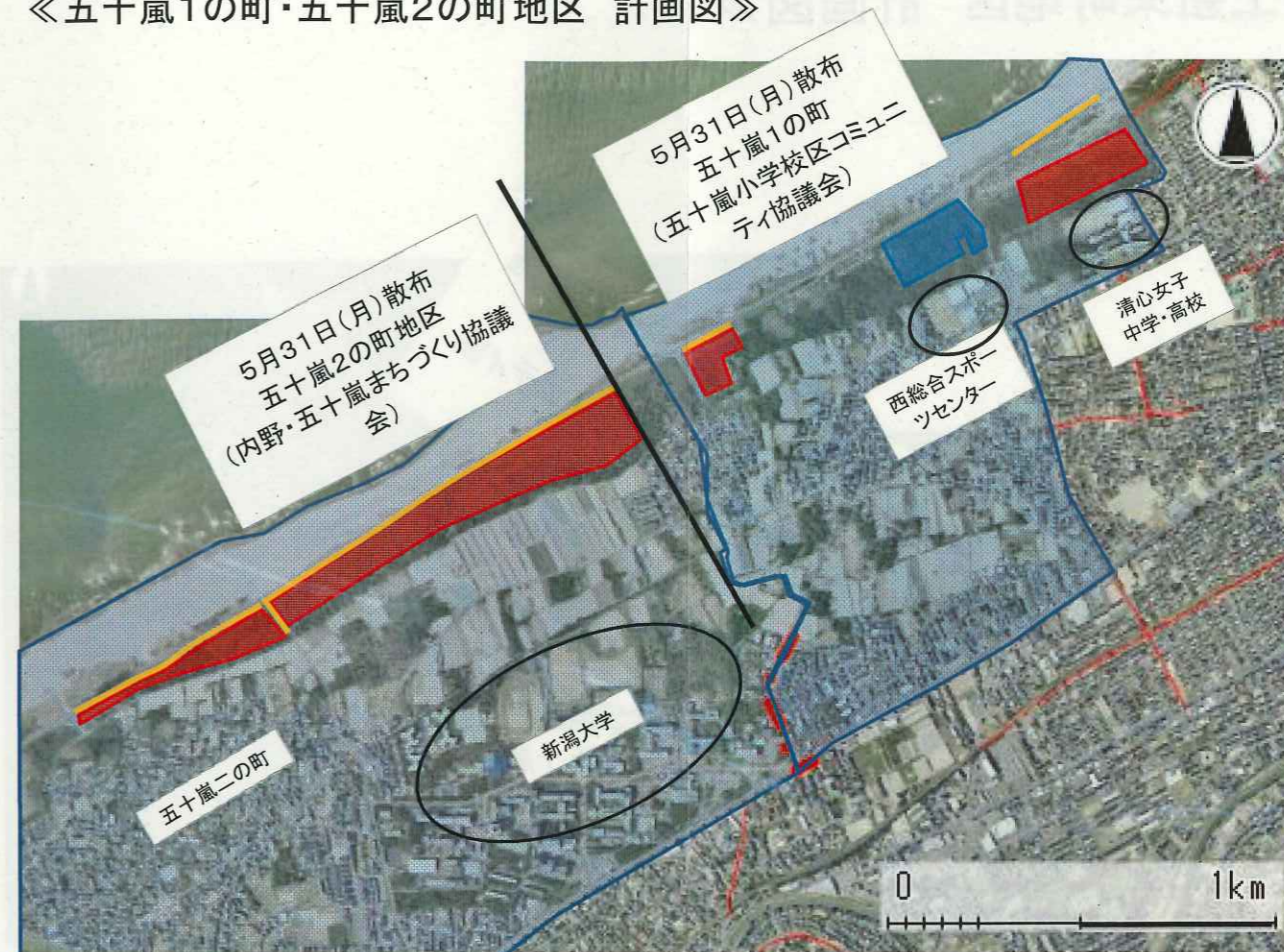 ≪五十嵐1の町・五十嵐2の町地区 計画図≫
5月31日(月)散布
五十嵐1の町
(五十嵐小学校区コミュニ
ティ協議会)
5月31日(月)散布
五十嵐2の町地区
(内野・五十嵐まちづくり協議
会)
清心女子
中学・高校
西総合スポー
ツセンター
新潟大学
五十嵐二の町
0 1km